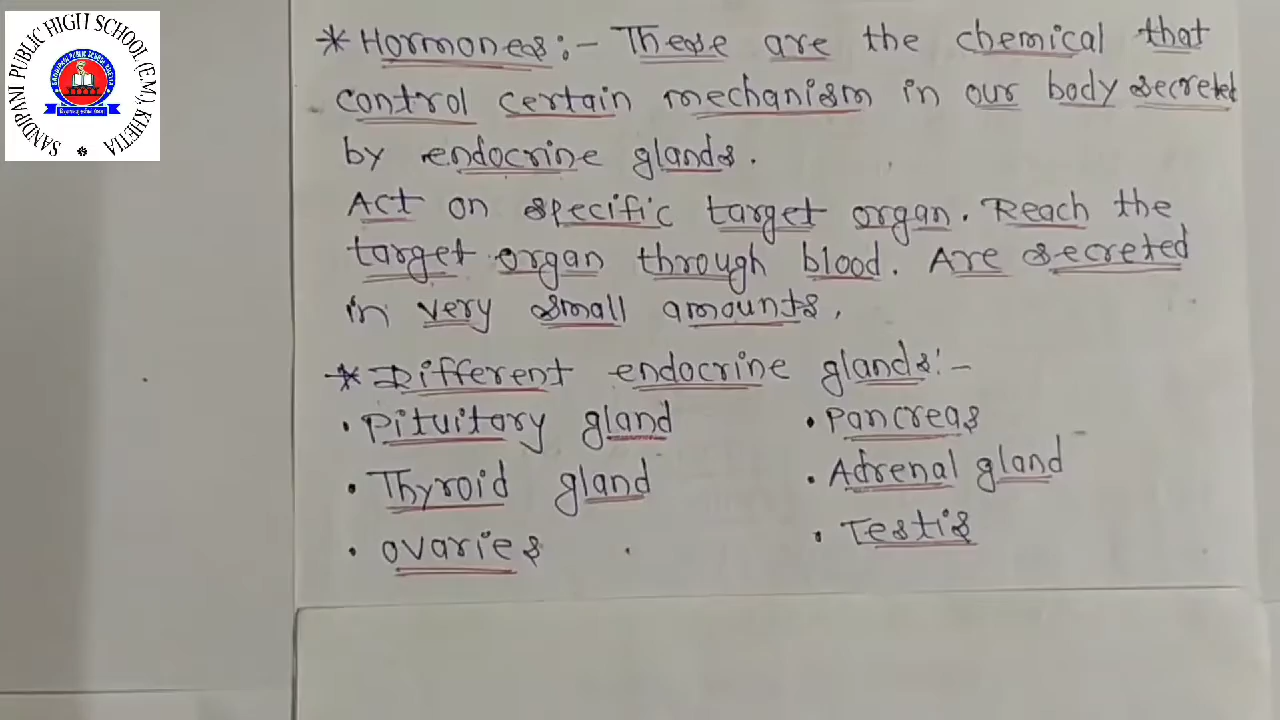 SANDIPANI PUBLIC HIGH SCHOOL (E.M.), KHETIA
* Hormones:- These are the chemical that
control certain mechanism in our body secreted
by endocrine glands.
Act on specific target organ. Reach the
target organ through blood. Are secreted
in very small amounts.
* Different endocrine glands:-
• Pituitary gland • Pancreas
• Thyroid gland • Adrenal gland
• Ovaries • Testis